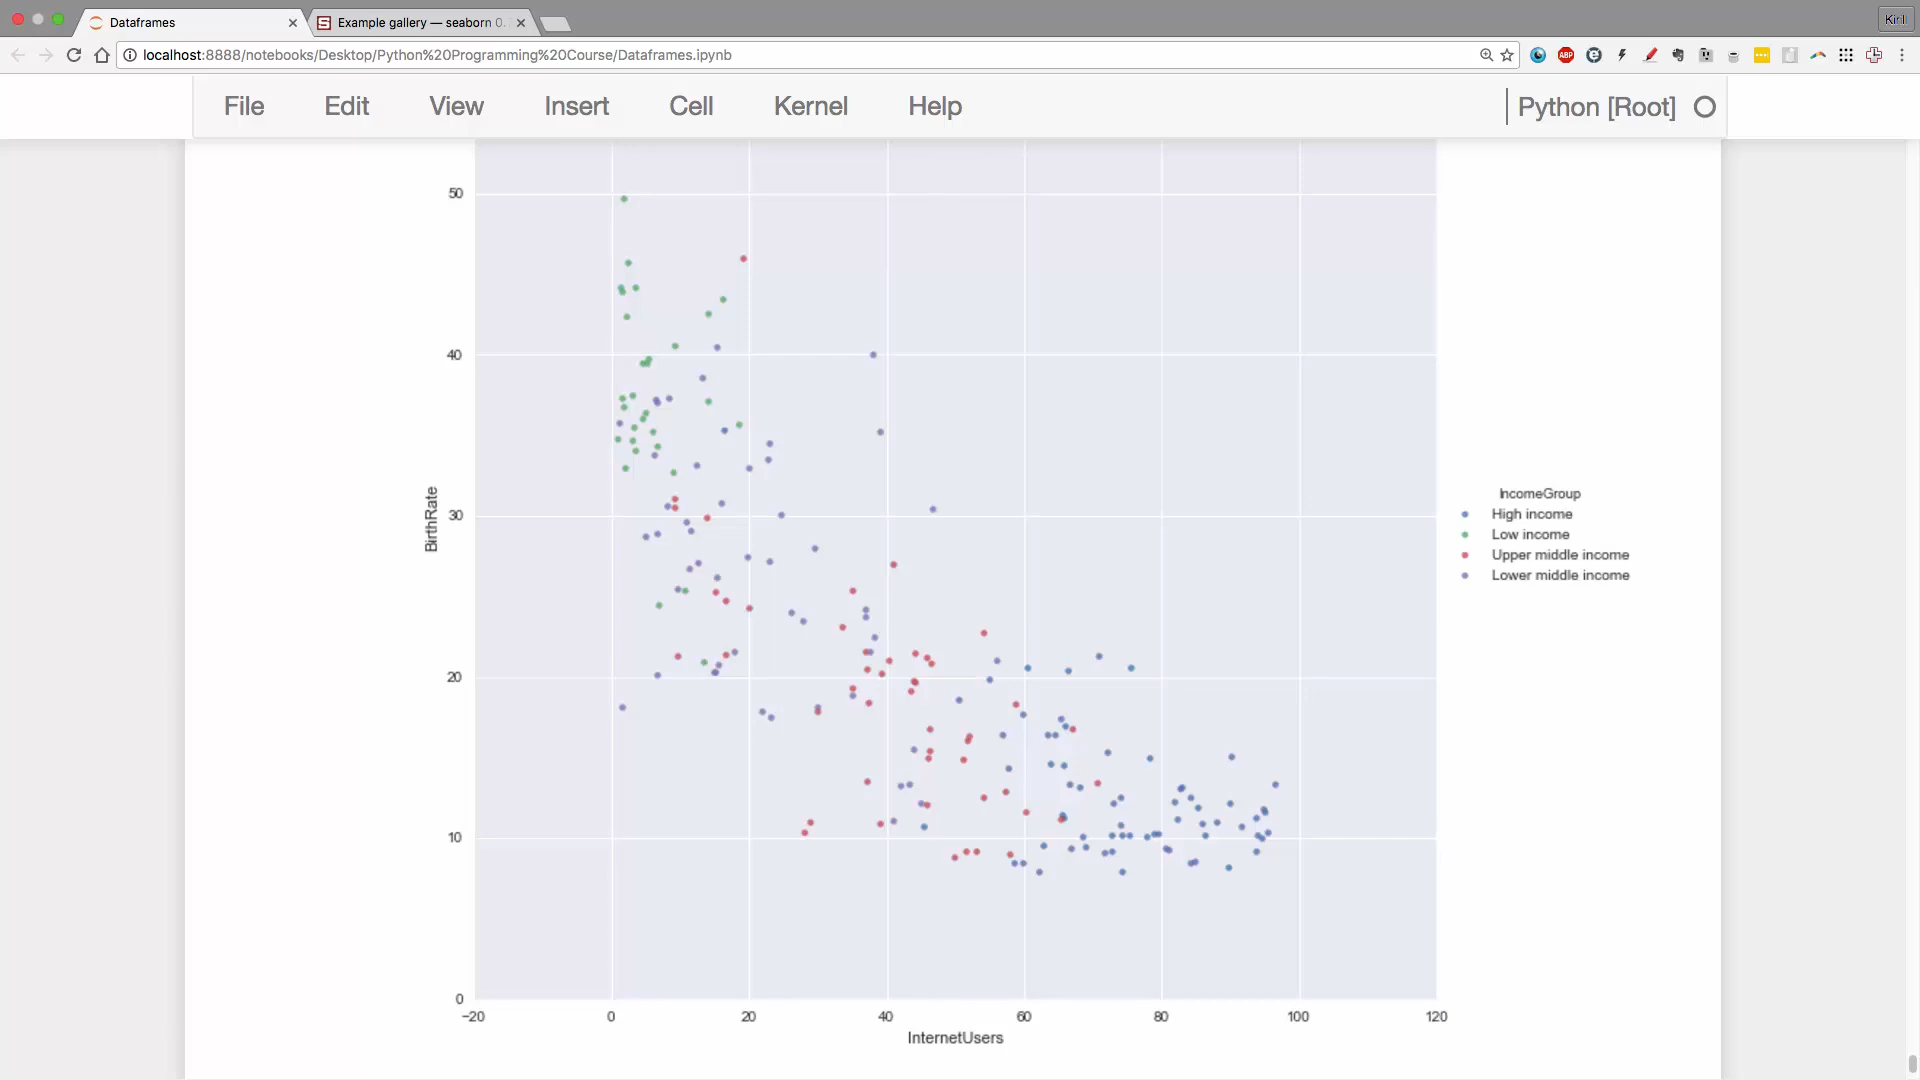 Dataframes
Example gallery — seaborn 0.
Kirill
localhost:8888/notebooks/Desktop/Python%20Programming%20Course/Dataframes.ipynb
ABP
File Edit View Insert Cell Kernel Help
Python [Root]
50
40
30
20
10
0
BirthRate
IncomeGroup
High income
Low income
Upper middle income
Lower middle income
−20 0 20 40 60 80 100 120
InternetUsers